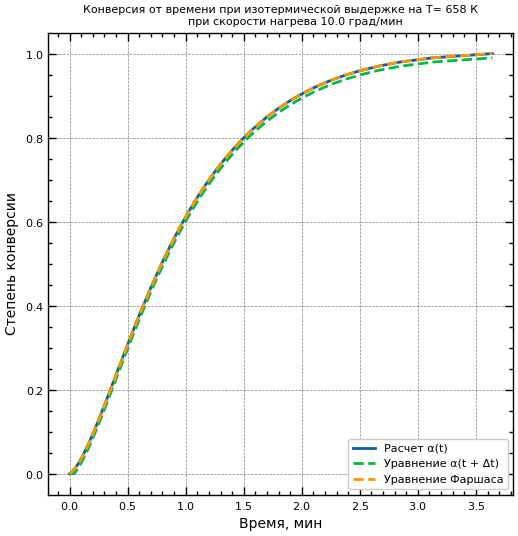 Конверсия от времени при изотермической выдержке на T= 658 К
при скорости нагрева 10.0 град/мин
1.0
0.8
0.6
0.4
0.2
0.0
Степень конверсии
Расчет α(t)
Уравнение α(t + Δt)
Уравнение Фаршаса
0.0 0.5 1.0 1.5 2.0 2.5 3.0 3.5
Время, мин